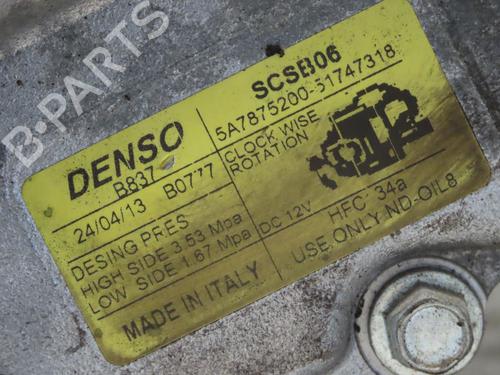 B-PARTS
DENSO
SCSB06
B837
5A7875200-51747318
24/04/13 B0777
CLOCK WISE
ROTATION
DESING PRES
HIGH SIDE 3.53 Mpa
LOW SIDE 1.67 Mpa
DC 12V
HFC 34a
USE ONLY ND-OIL8
MADE IN ITALY